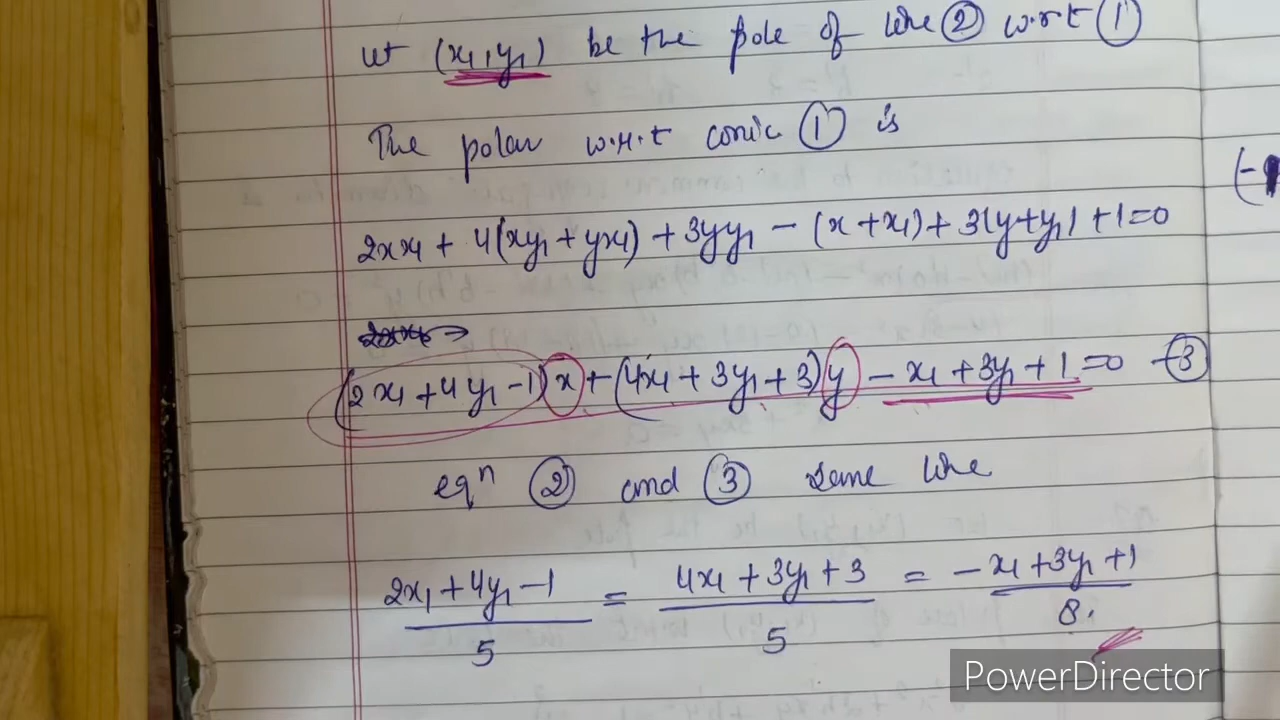 let (x₁, y₁) be the pole of line ② w.r.t ①
The polar w.r.t conic ① is
2xx₁ + 4(xy₁ + yx₁) + 3yy₁ - (x + x₁) + 3(y+y₁) + 1=0
(2x₁ + 4y₁ -1)x + (4x₁ + 3y₁ + 3)y - x₁ + 3y₁ + 1 = 0 -③
eqⁿ ② and ③ same line
(2x₁ + 4y₁ - 1)/5 = (4x₁ + 3y₁ + 3)/5 = (-x₁ + 3y₁ + 1)/8.
PowerDirector